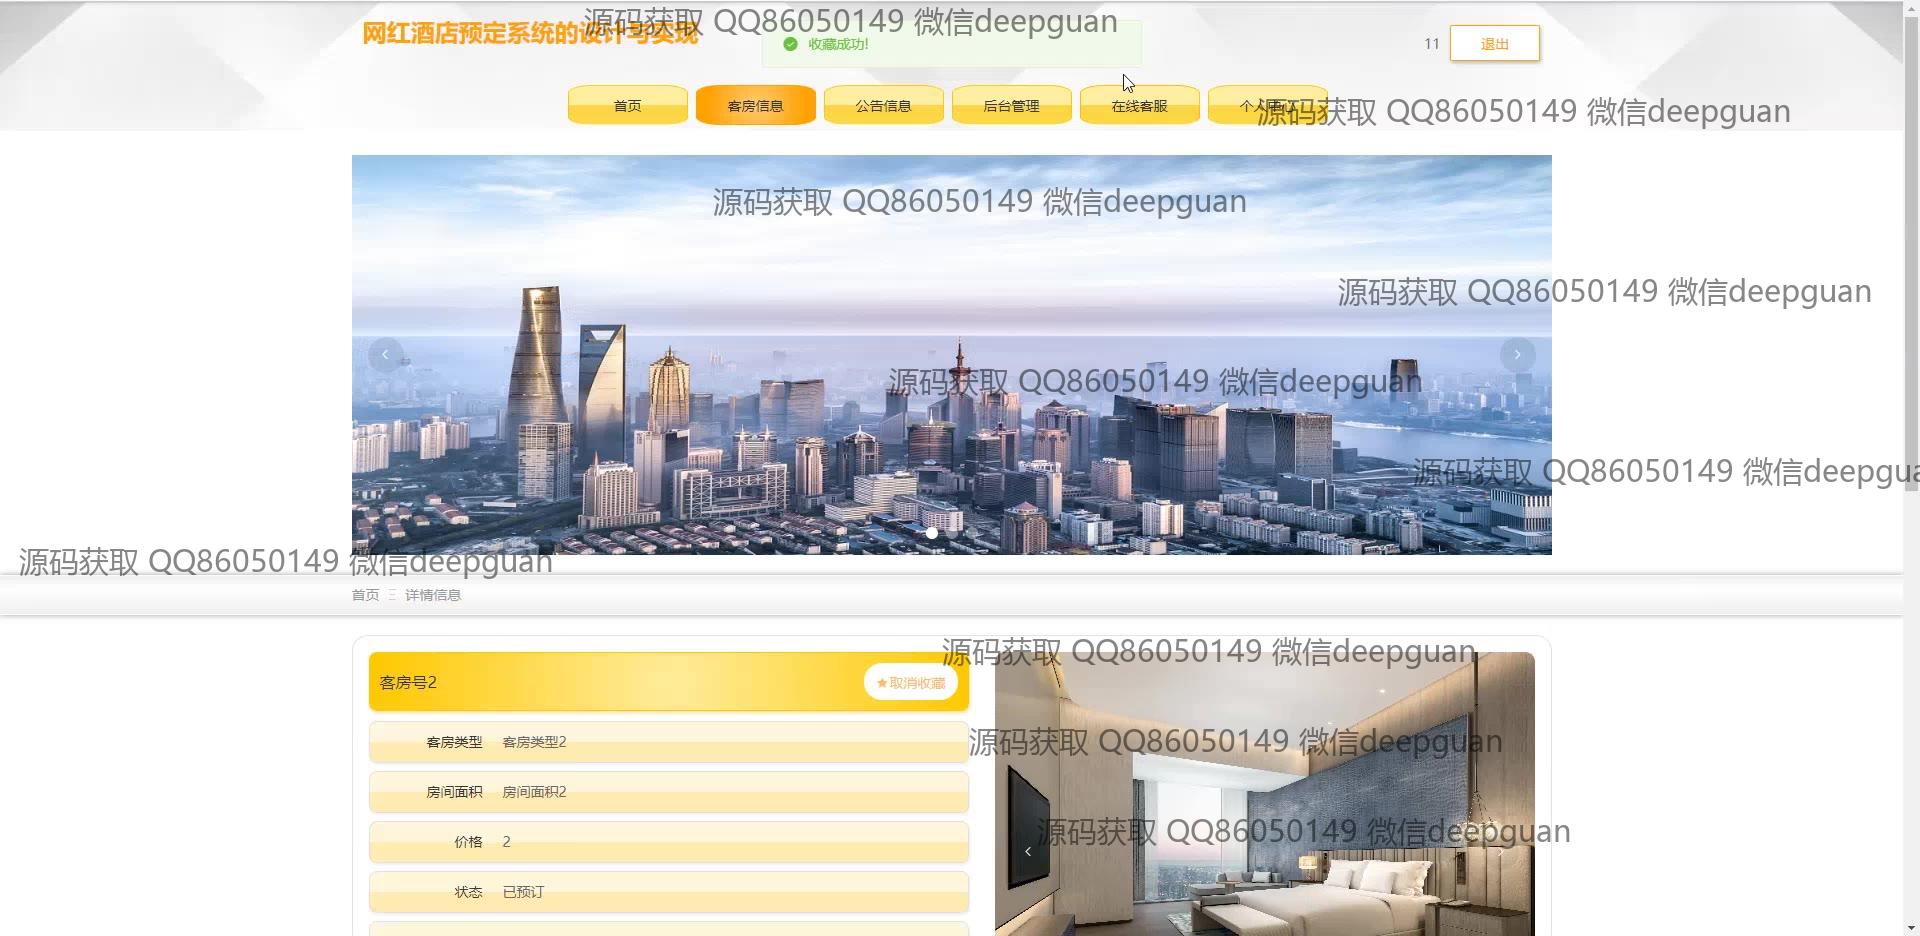 源码获取 QQ86050149 微信deepguan
网红酒店预定系统的设计与实现
收藏成功!
11
退出
首页
客房信息
公告信息
后台管理
在线客服
个人中心
源码获取 QQ86050149 微信deepguan
源码获取 QQ86050149 微信deepguan
源码获取 QQ86050149 微信deepguan
源码获取 QQ86050149 微信deepguan
源码获取 QQ86050149 微信deepgua
源码获取 QQ86050149 微信deepguan
首页
详情信息
源码获取 QQ86050149 微信deepguan
客房号2
取消收藏
源码获取 QQ86050149 微信deepguan
客房类型 客房类型2
房间面积 房间面积2
源码获取 QQ86050149 微信deepguan
价格 2
状态 已预订